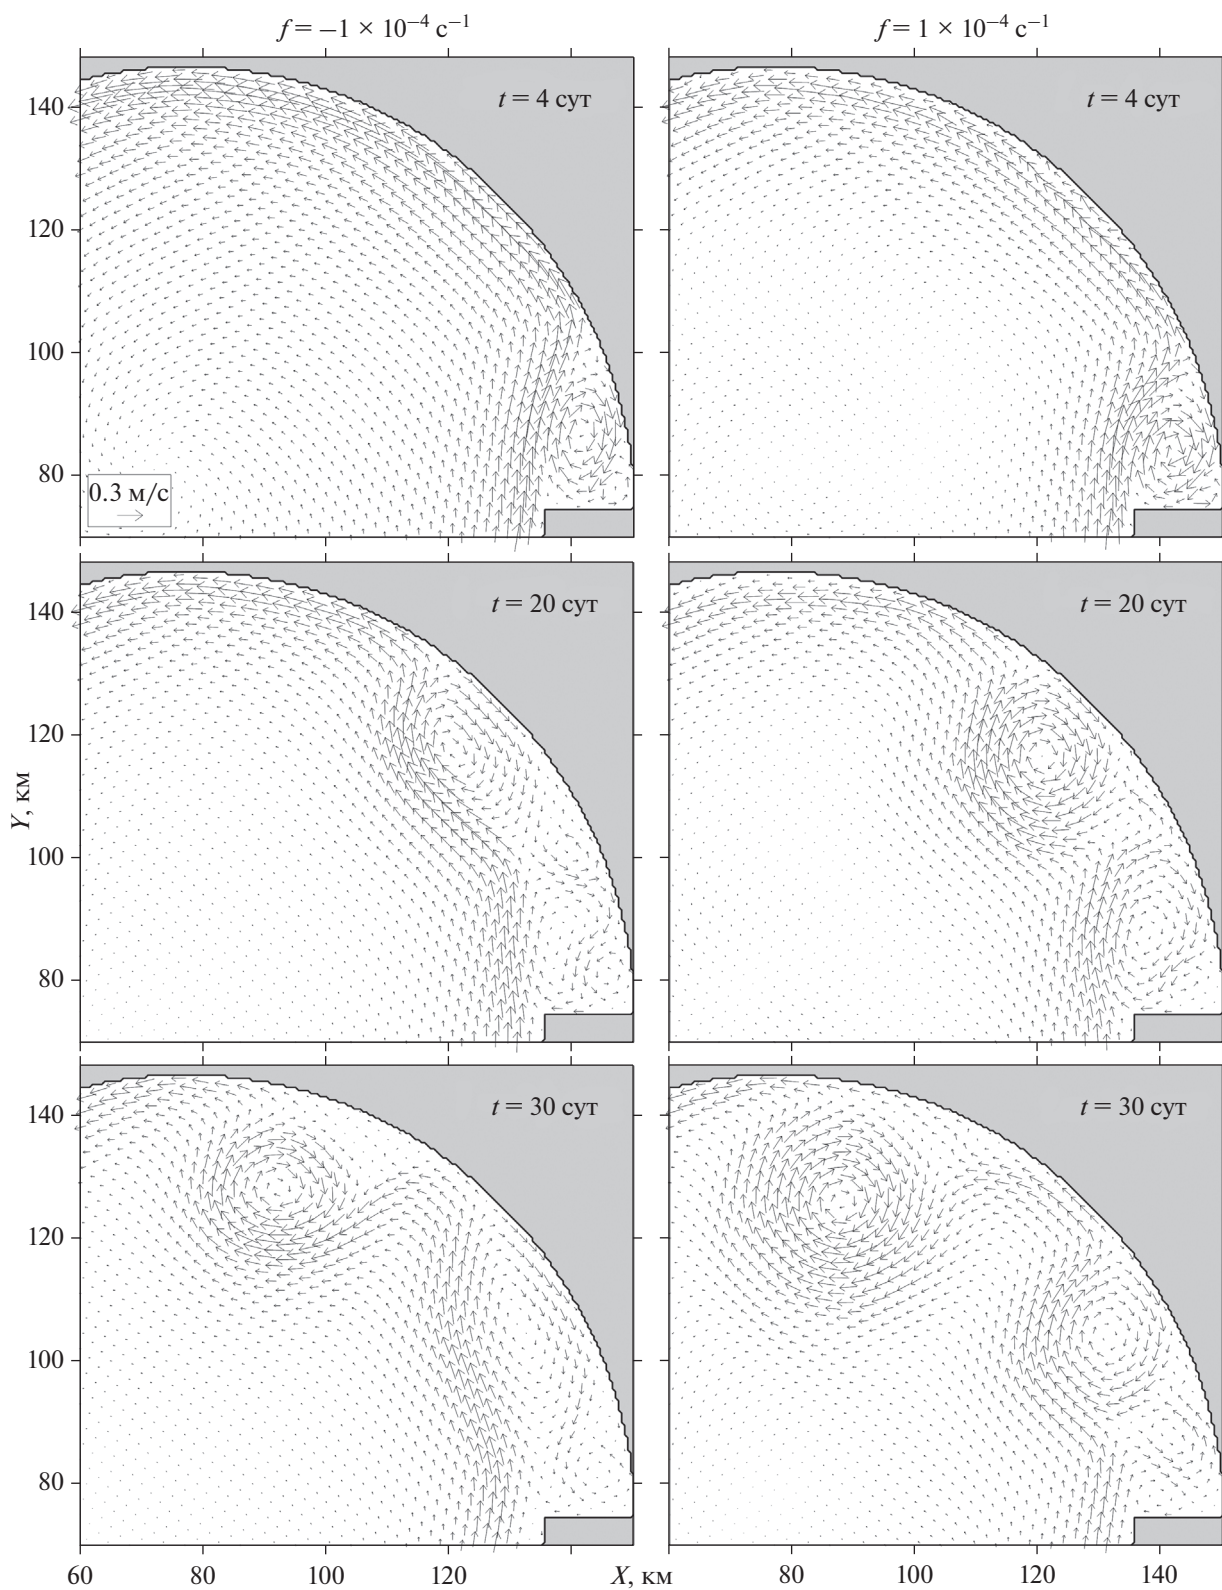 f = −1 × 10⁻⁴ с⁻¹
f = 1 × 10⁻⁴ с⁻¹
t = 4 сут
t = 4 сут
140
120
100
80
0.3 м/с
t = 20 сут
t = 20 сут
140
120
100
80
Y, км
t = 30 сут
t = 30 сут
140
120
100
80
60 80 100 120 X, км 80 100 120 140